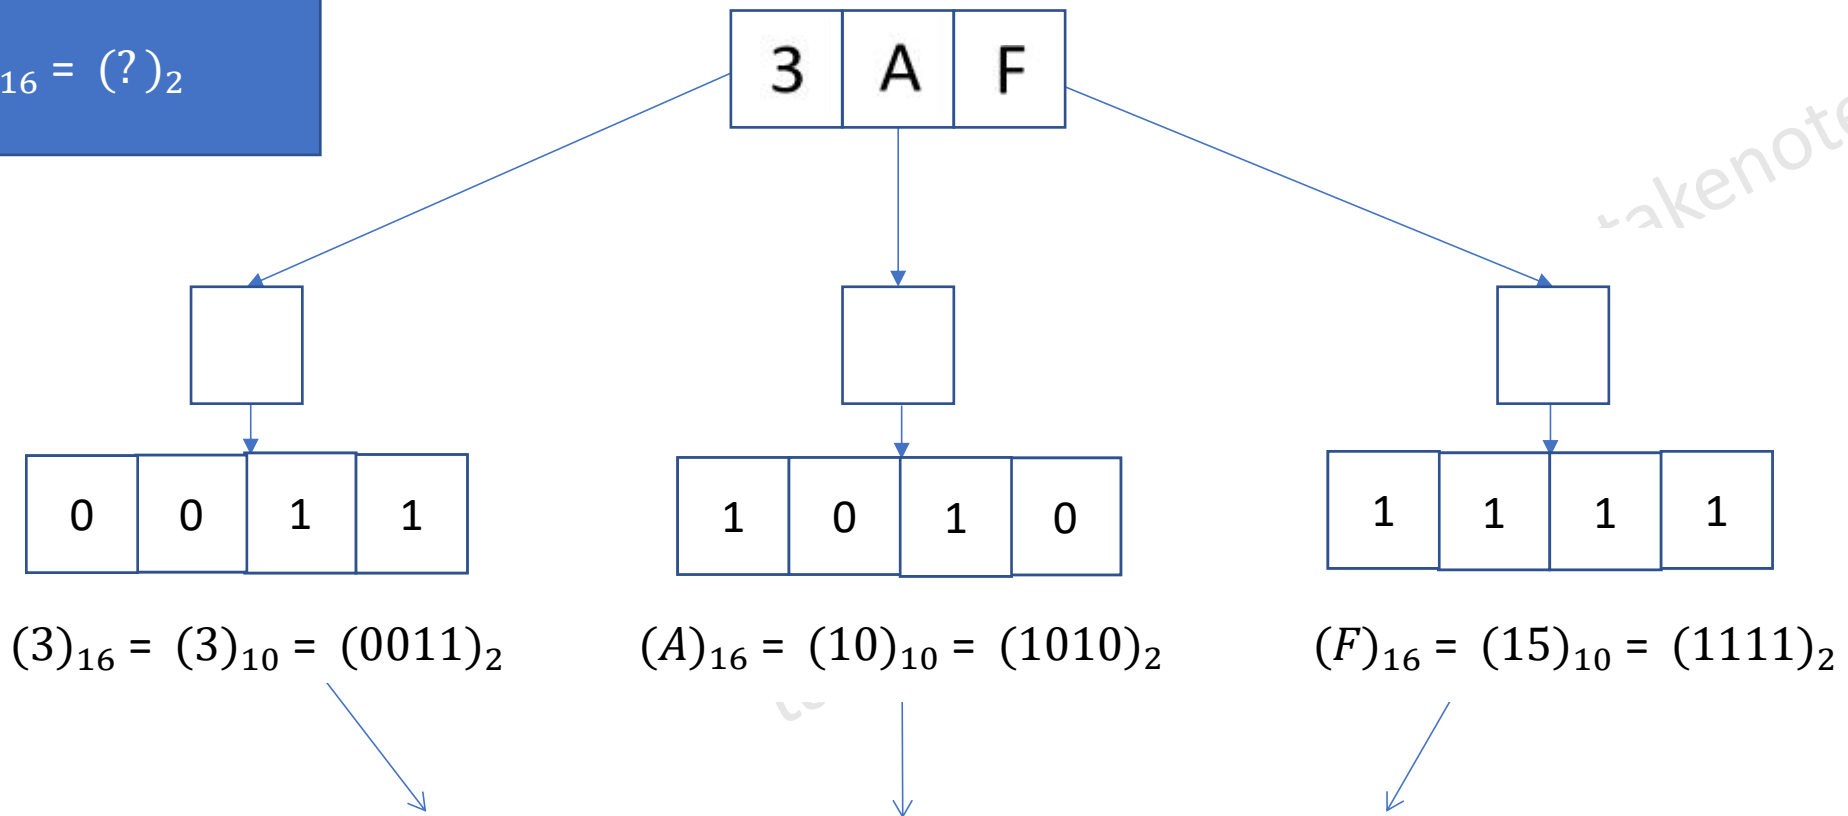 ₁₆ = (?)₂
3 A F
0 0 1 1
1 0 1 0
1 1 1 1
(3)₁₆ = (3)₁₀ = (0011)₂
(A)₁₆ = (10)₁₀ = (1010)₂
(F)₁₆ = (15)₁₀ = (1111)₂